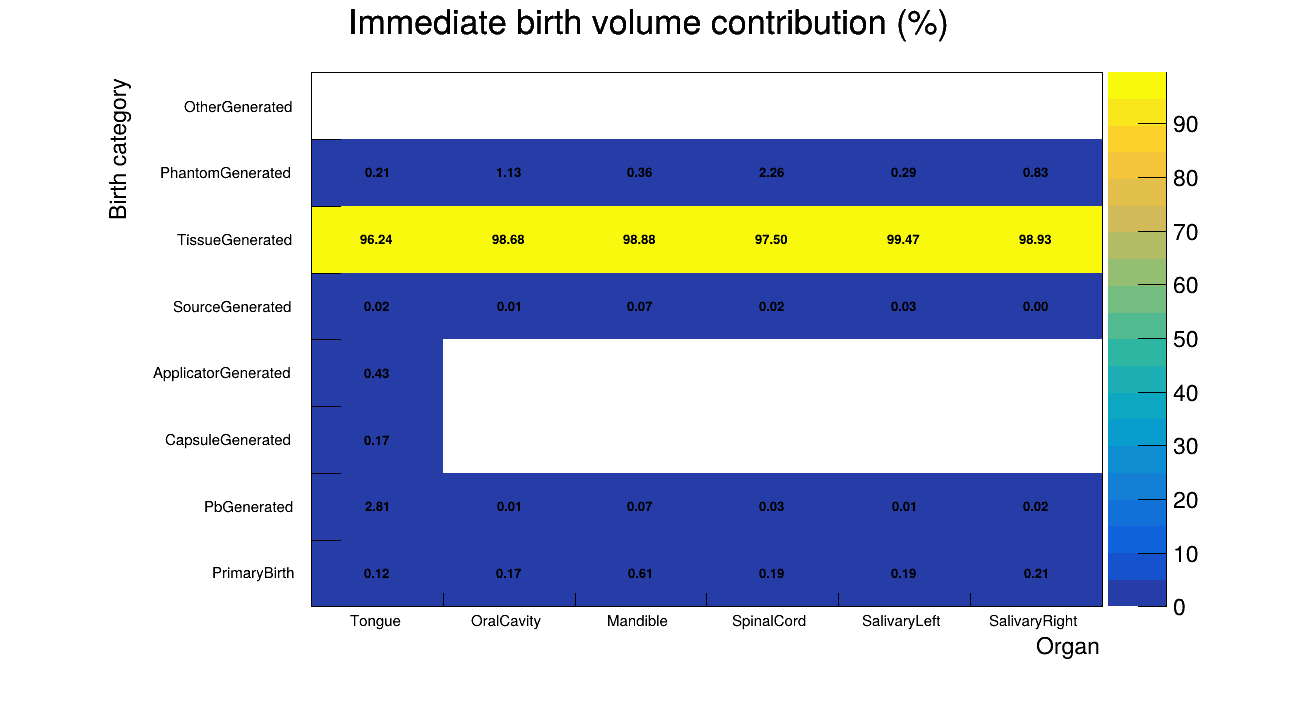 Immediate birth volume contribution (%)
Birth category
OtherGenerated
PhantomGenerated 0.21 1.13 0.36 2.26 0.29 0.83
TissueGenerated 96.24 98.68 98.88 97.50 99.47 98.93
SourceGenerated 0.02 0.01 0.07 0.02 0.03 0.00
ApplicatorGenerated 0.43
CapsuleGenerated 0.17
PbGenerated 2.81 0.01 0.07 0.03 0.01 0.02
PrimaryBirth 0.12 0.17 0.61 0.19 0.19 0.21
Tongue OralCavity Mandible SpinalCord SalivaryLeft SalivaryRight
Organ
90
80
70
60
50
40
30
20
10
0